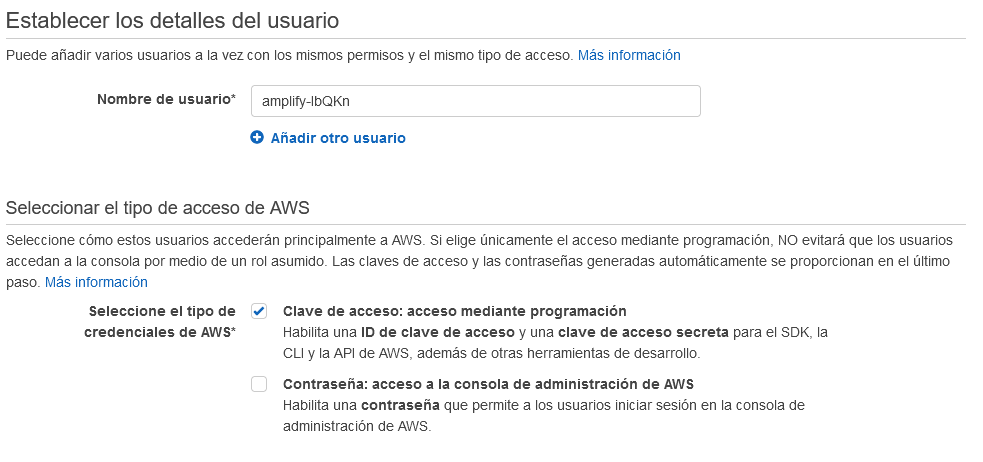 Establecer los detalles del usuario
Puede añadir varios usuarios a la vez con los mismos permisos y el mismo tipo de acceso. Más información
Nombre de usuario*
amplify-lbQKn
Añadir otro usuario
Seleccionar el tipo de acceso de AWS
Seleccione cómo estos usuarios accederán principalmente a AWS. Si elige únicamente el acceso mediante programación, NO evitará que los usuarios
accedan a la consola por medio de un rol asumido. Las claves de acceso y las contraseñas generadas automáticamente se proporcionan en el último
paso. Más información
Seleccione el tipo de
credenciales de AWS*
Clave de acceso: acceso mediante programación
Habilita una ID de clave de acceso y una clave de acceso secreta para el SDK, la
CLI y la API de AWS, además de otras herramientas de desarrollo.
Contraseña: acceso a la consola de administración de AWS
Habilita una contraseña que permite a los usuarios iniciar sesión en la consola de
administración de AWS.